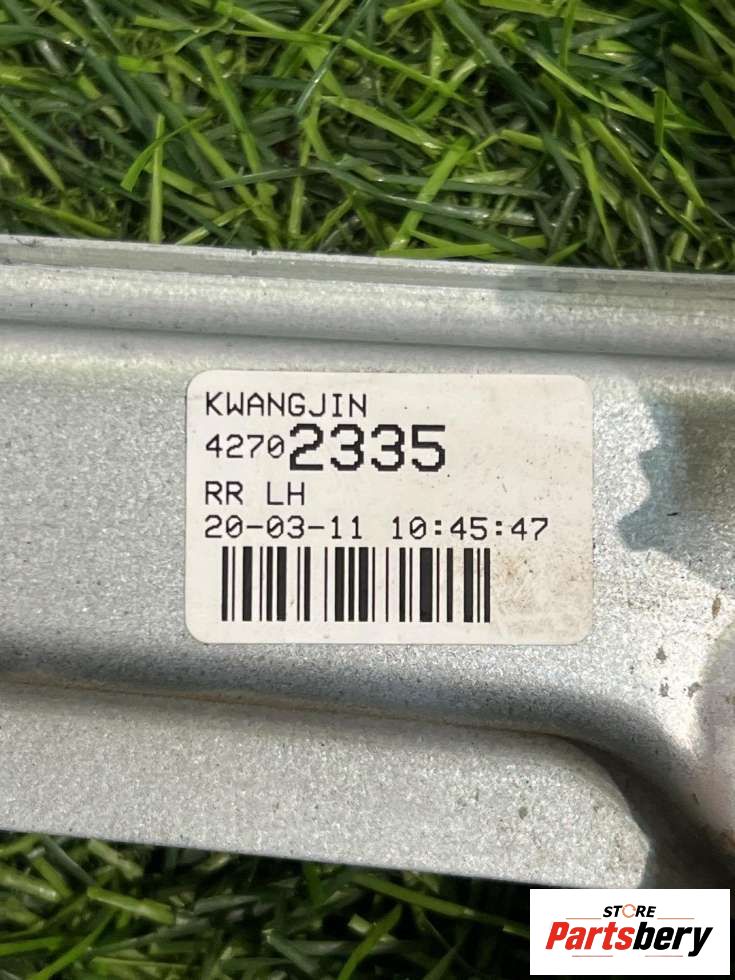 KWANGJIN
42702335
RR LH
20-03-11 10:45:47
STORE
Partsbery